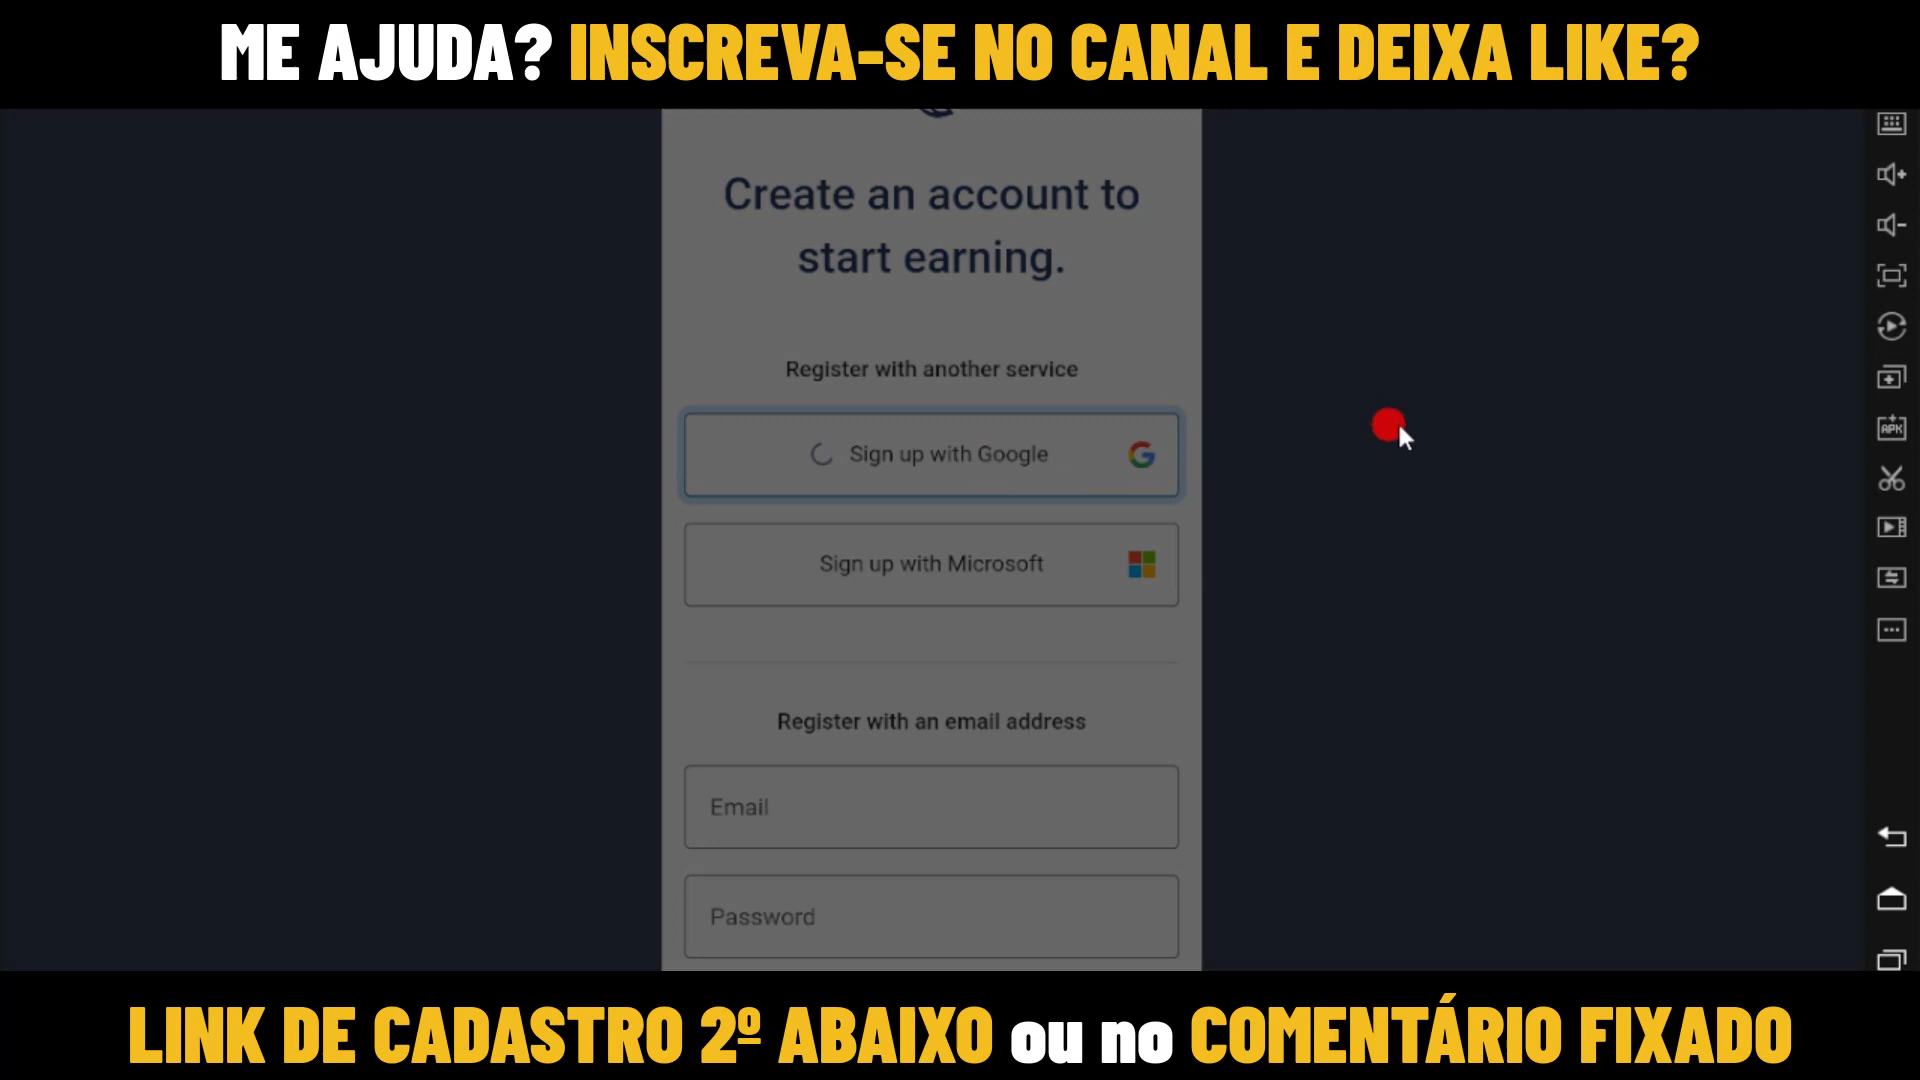 ME AJUDA? INSCREVA-SE NO CANAL E DEIXA LIKE?
Create an account to
start earning.
Register with another service
Sign up with Google
Sign up with Microsoft
Register with an email address
Email
Password
APK
LINK DE CADASTRO 2º ABAIXO ou no COMENTÁRIO FIXADO